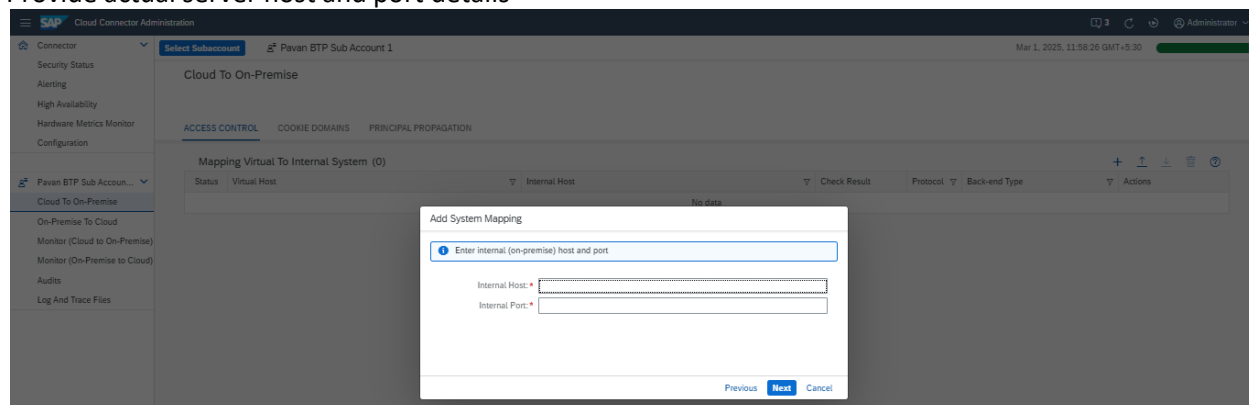 Provide actual server host and port details
SAP Cloud Connector Administration 3 Administrator
Connector
Select Subaccount Pavan BTP Sub Account 1 Mar 1, 2025, 11:58:26 GMT+5:30
Security Status
Alerting
High Availability
Hardware Metrics Monitor
Configuration
Pavan BTP Sub Accoun...
Cloud To On-Premise
On-Premise To Cloud
Monitor (Cloud to On-Premise)
Monitor (On-Premise to Cloud)
Audits
Log And Trace Files
Cloud To On-Premise
ACCESS CONTROL COOKIE DOMAINS PRINCIPAL PROPAGATION
Mapping Virtual To Internal System (0)
Status Virtual Host Internal Host Check Result Protocol Back-end Type Actions
No data
Add System Mapping
Enter internal (on-premise) host and port
Internal Host: *
Internal Port: *
Previous Next Cancel